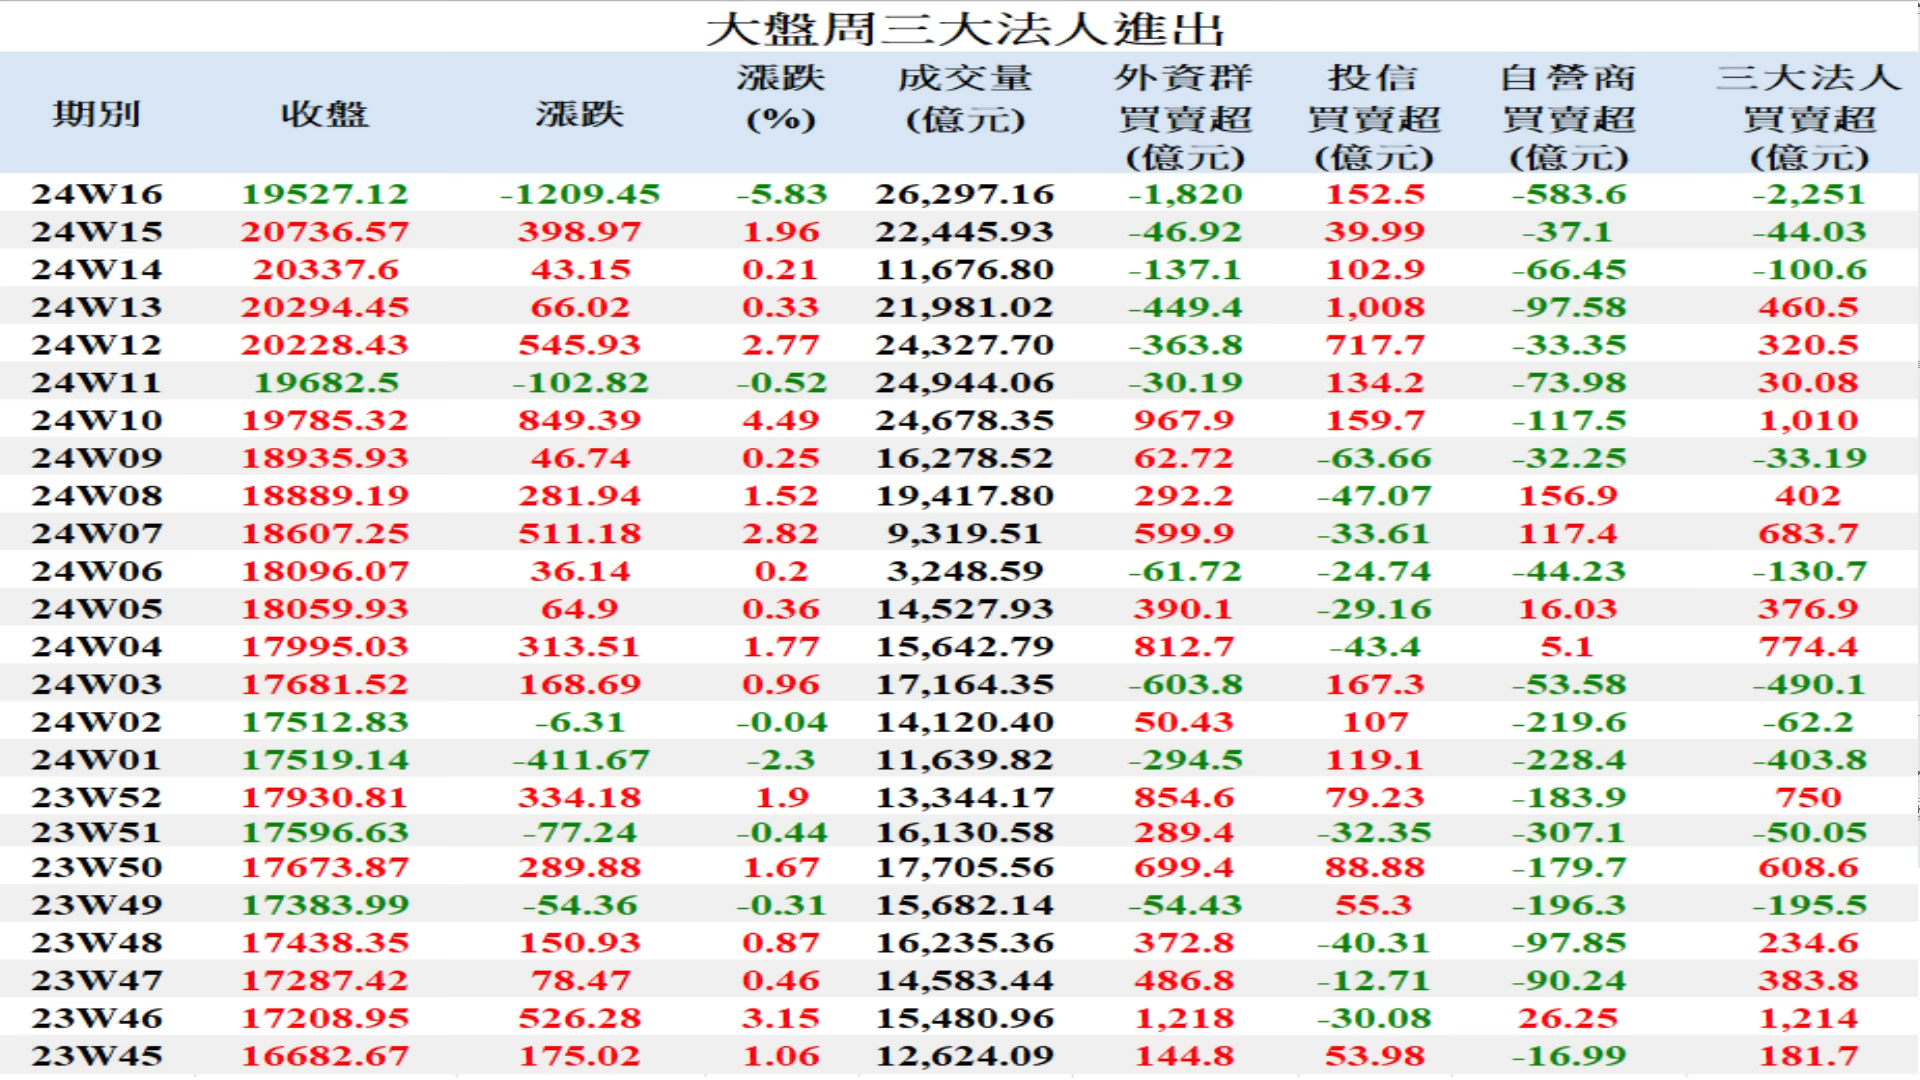 大盤周三大法人進出
期別 收盤 漲跌 漲跌(%) 成交量(億元) 外資群買賣超(億元) 投信買賣超(億元) 自營商買賣超(億元) 三大法人買賣超(億元)
24W16 19527.12 -1209.45 -5.83 26,297.16 -1,820 152.5 -583.6 -2,251
24W15 20736.57 398.97 1.96 22,445.93 -46.92 39.99 -37.1 -44.03
24W14 20337.6 43.15 0.21 11,676.80 -137.1 102.9 -66.45 -100.6
24W13 20294.45 66.02 0.33 21,981.02 -449.4 1,008 -97.58 460.5
24W12 20228.43 545.93 2.77 24,327.70 -363.8 717.7 -33.35 320.5
24W11 19682.5 -102.82 -0.52 24,944.06 -30.19 134.2 -73.98 30.08
24W10 19785.32 849.39 4.49 24,678.35 967.9 159.7 -117.5 1,010
24W09 18935.93 46.74 0.25 16,278.52 62.72 -63.66 -32.25 -33.19
24W08 18889.19 281.94 1.52 19,417.80 292.2 -47.07 156.9 402
24W07 18607.25 511.18 2.82 9,319.51 599.9 -33.61 117.4 683.7
24W06 18096.07 36.14 0.2 3,248.59 -61.72 -24.74 -44.23 -130.7
24W05 18059.93 64.9 0.36 14,527.93 390.1 -29.16 16.03 376.9
24W04 17995.03 313.51 1.77 15,642.79 812.7 -43.4 5.1 774.4
24W03 17681.52 168.69 0.96 17,164.35 -603.8 167.3 -53.58 -490.1
24W02 17512.83 -6.31 -0.04 14,120.40 50.43 107 -219.6 -62.2
24W01 17519.14 -411.67 -2.3 11,639.82 -294.5 119.1 -228.4 -403.8
23W52 17930.81 334.18 1.9 13,344.17 854.6 79.23 -183.9 750
23W51 17596.63 -77.24 -0.44 16,130.58 289.4 -32.35 -307.1 -50.05
23W50 17673.87 289.88 1.67 17,705.56 699.4 88.88 -179.7 608.6
23W49 17383.99 -54.36 -0.31 15,682.14 -54.43 55.3 -196.3 -195.5
23W48 17438.35 150.93 0.87 16,235.36 372.8 -40.31 -97.85 234.6
23W47 17287.42 78.47 0.46 14,583.44 486.8 -12.71 -90.24 383.8
23W46 17208.95 526.28 3.15 15,480.96 1,218 -30.08 26.25 1,214
23W45 16682.67 175.02 1.06 12,624.09 144.8 53.98 -16.99 181.7